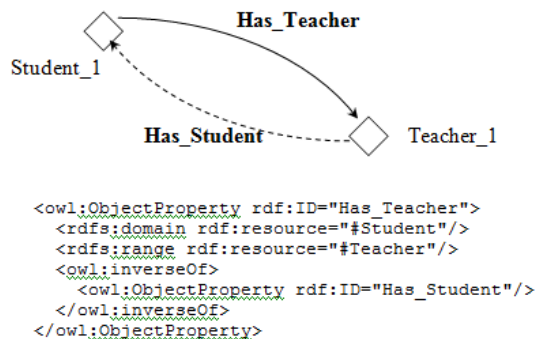 Has_Teacher
Student_1
Has_Student
Teacher_1
<owl:ObjectProperty rdf:ID="Has_Teacher">
<rdfs:domain rdf:resource="#Student"/>
<rdfs:range rdf:resource="#Teacher"/>
<owl:inverseOf>
<owl:ObjectProperty rdf:ID="Has_Student"/>
</owl:inverseOf>
</owl:ObjectProperty>